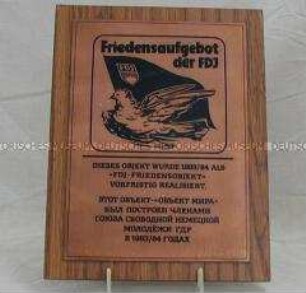 Friedensaufgebot
der FDJ
FDJ
DIESES OBJEKT WURDE 1983/84 ALS
»FDJ-FRIEDENSOBJEKT«
VORFRISTIG REALISIERT.
ЭТОТ ОБЪЕКТ-»ОБЪЕКТ МИРА«
БЫЛ ПОСТРОЕН ЧЛЕНАМИ
СОЮЗА СВОБОДНОЙ НЕМЕЦКОЙ
МОЛОДЁЖИ ГДР
В 1983/84 ГОДАХ